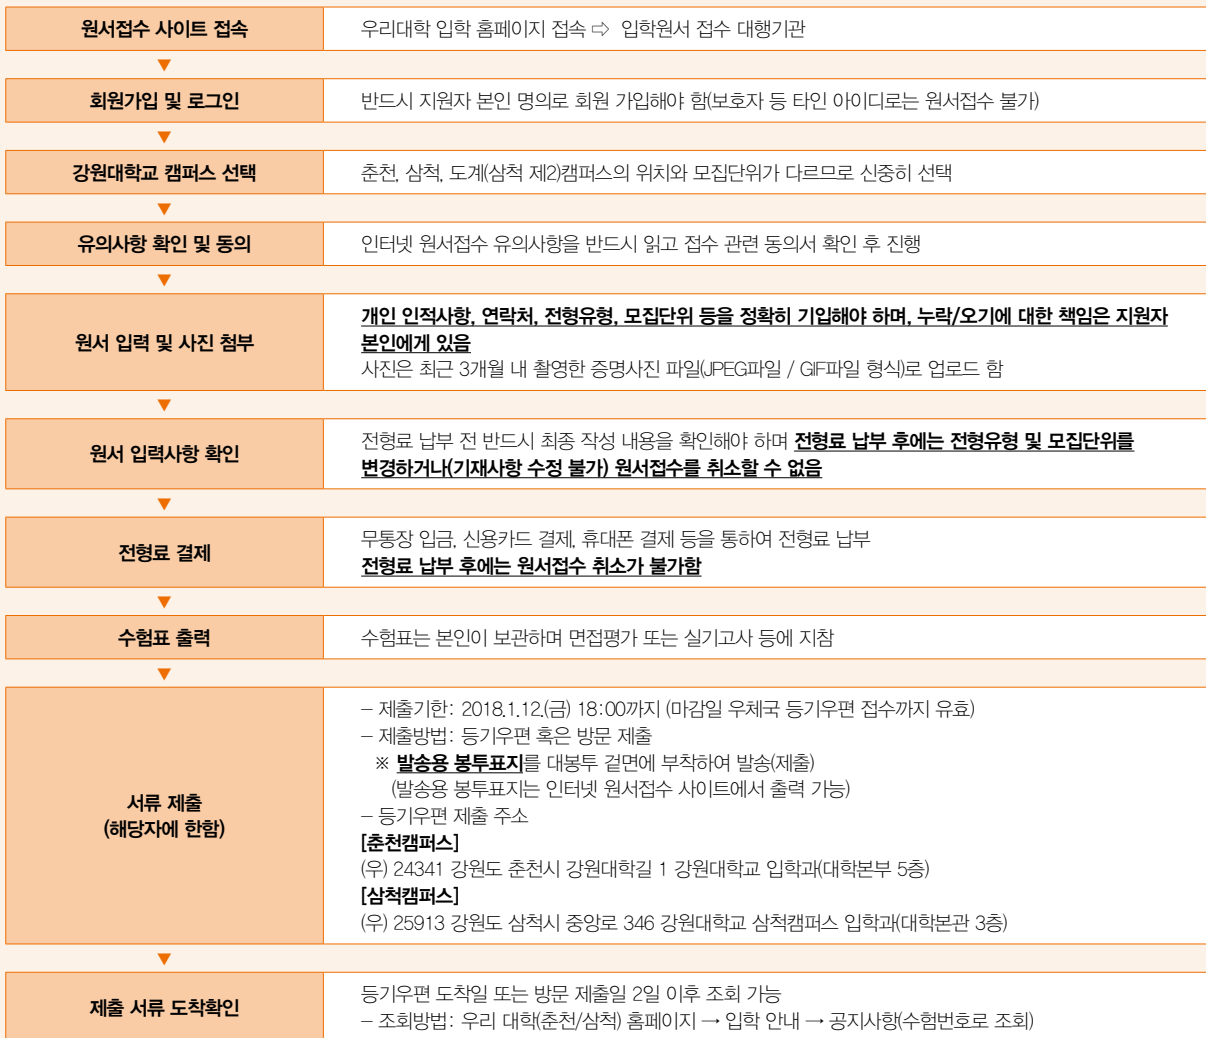 원서접수 사이트 접속
우리대학 입학 홈페이지 접속 ⇨ 입학원서 접수 대행기관
▼
회원가입 및 로그인
반드시 지원자 본인 명의로 회원 가입해야 함(보호자 등 타인 아이디로는 원서접수 불가)
▼
강원대학교 캠퍼스 선택
춘천, 삼척, 도계(삼척 제2)캠퍼스의 위치와 모집단위가 다르므로 신중히 선택
▼
유의사항 확인 및 동의
인터넷 원서접수 유의사항을 반드시 읽고 접수 관련 동의서 확인 후 진행
▼
원서 입력 및 사진 첨부
개인 인적사항, 연락처, 전형유형, 모집단위 등을 정확히 기입해야 하며, 누락/오기에 대한 책임은 지원자
본인에게 있음
사진은 최근 3개월 내 촬영한 증명사진 파일(JPEG파일 / GIF파일 형식)로 업로드 함
▼
원서 입력사항 확인
전형료 납부 전 반드시 최종 작성 내용을 확인해야 하며 전형료 납부 후에는 전형유형 및 모집단위를
변경하거나(기재사항 수정 불가) 원서접수를 취소할 수 없음
▼
전형료 결제
무통장 입금, 신용카드 결제, 휴대폰 결제 등을 통하여 전형료 납부
전형료 납부 후에는 원서접수 취소가 불가함
▼
수험표 출력
수험표는 본인이 보관하며 면접평가 또는 실기고사 등에 지참
▼
서류 제출
(해당자에 한함)
– 제출기한: 2018.1.12.(금) 18:00까지 (마감일 우체국 등기우편 접수까지 유효)
– 제출방법: 등기우편 혹은 방문 제출
※ 발송용 봉투표지를 대봉투 겉면에 부착하여 발송(제출)
(발송용 봉투표지는 인터넷 원서접수 사이트에서 출력 가능)
– 등기우편 제출 주소
[춘천캠퍼스]
(우) 24341 강원도 춘천시 강원대학길 1 강원대학교 입학과(대학본부 5층)
[삼척캠퍼스]
(우) 25913 강원도 삼척시 중앙로 346 강원대학교 삼척캠퍼스 입학과(대학본관 3층)
▼
제출 서류 도착확인
등기우편 도착일 또는 방문 제출일 2일 이후 조회 가능
– 조회방법: 우리 대학(춘천/삼척) 홈페이지 → 입학 안내 → 공지사항(수험번호로 조회)